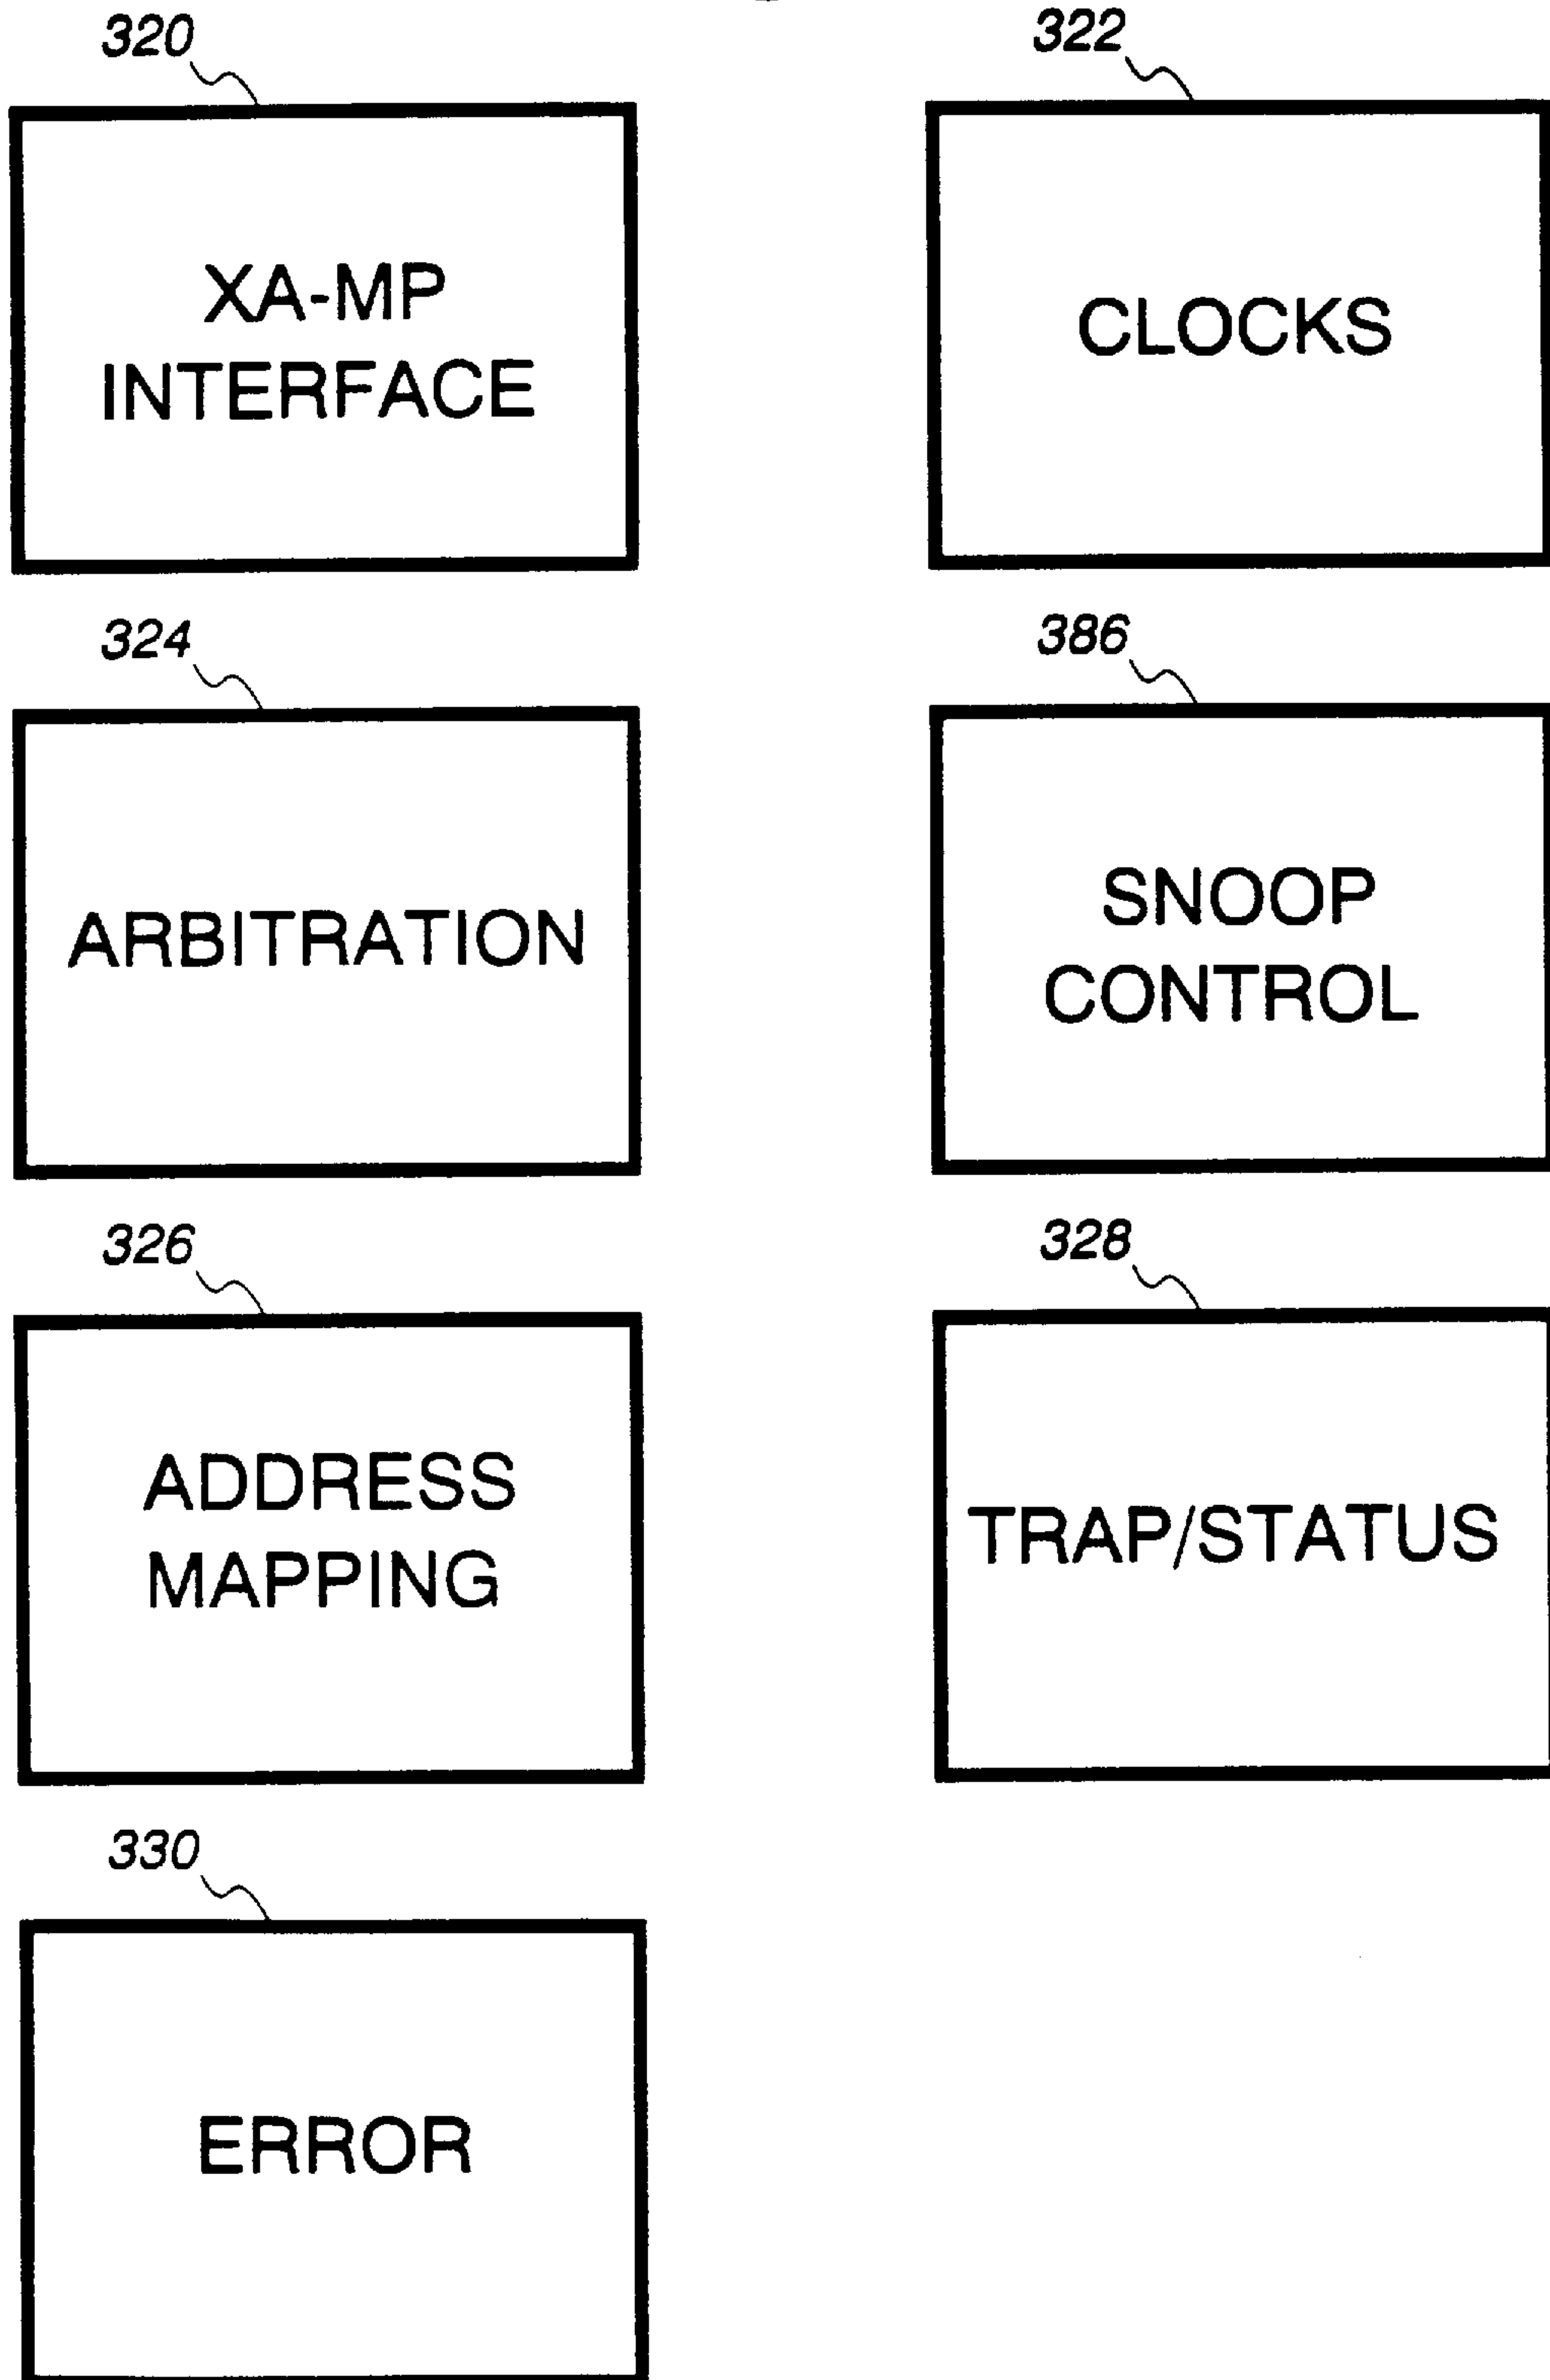 320
XA-MP
INTERFACE
322
CLOCKS
324
ARBITRATION
386
SNOOP
CONTROL
326
ADDRESS
MAPPING
328
TRAP/STATUS
330
ERROR